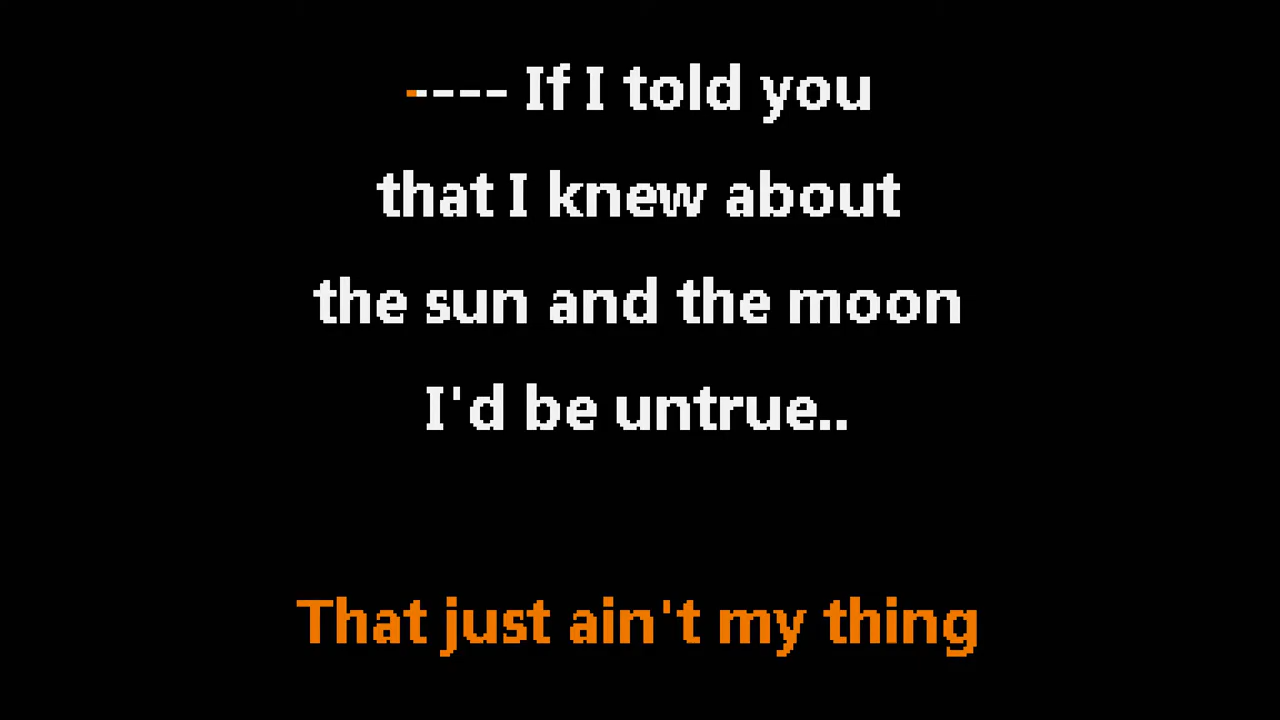 ---- If I told you
that I knew about
the sun and the moon
I'd be untrue..
That just ain't my thing